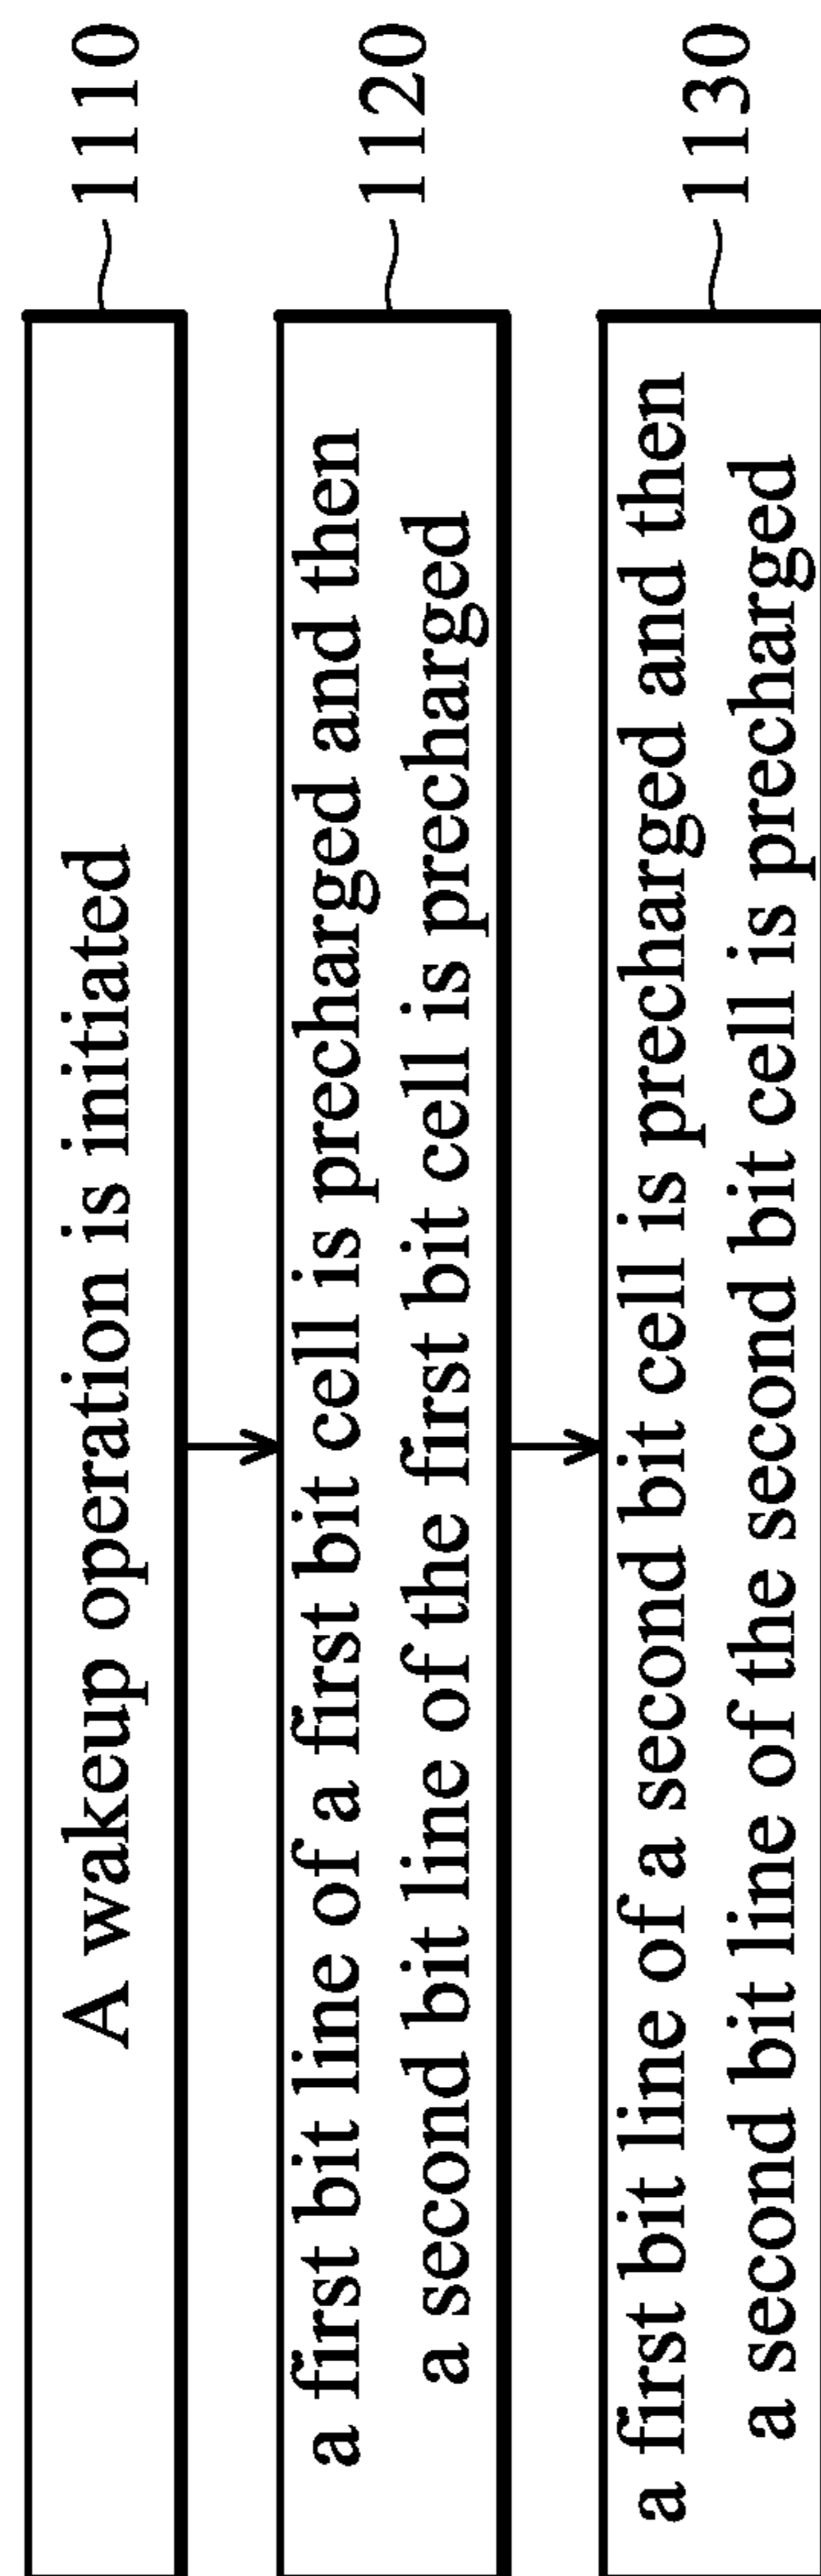 A wakeup operation is initiated
1110
a first bit line of a first bit cell is precharged and then
a second bit line of the first bit cell is precharged
1120
a first bit line of a second bit cell is precharged and then
a second bit line of the second bit cell is precharged
1130